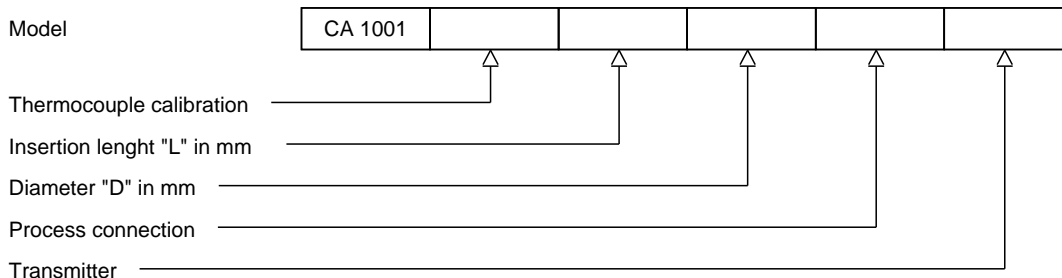 Model CA 1001
Thermocouple calibration
Insertion lenght "L" in mm
Diameter "D" in mm
Process connection
Transmitter